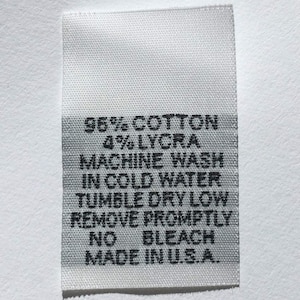 96% COTTON
4% LYCRA
MACHINE WASH
IN COLD WATER
TUMBLE DRY LOW
REMOVE PROMPTLY
NO BLEACH
MADE IN U.S.A.